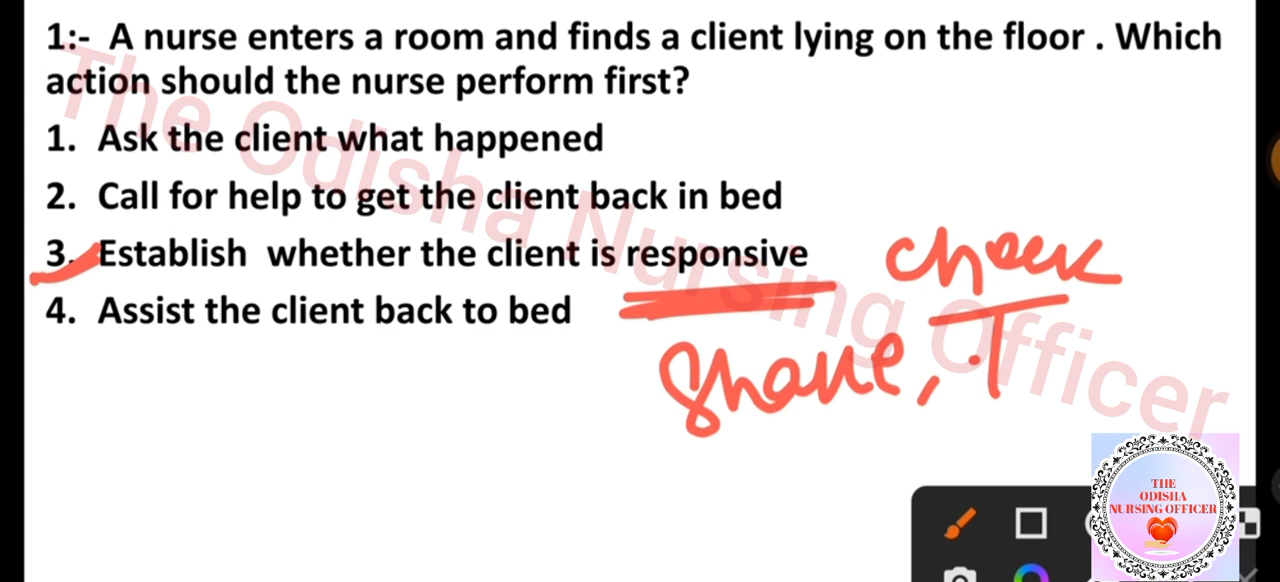 1:- A nurse enters a room and finds a client lying on the floor . Which
action should the nurse perform first?
1. Ask the client what happened
2. Call for help to get the client back in bed
3. Establish whether the client is responsive
check
4. Assist the client back to bed
T
The Odisha Nursing Officer
THE
ODISHA
NURSING OFFICER